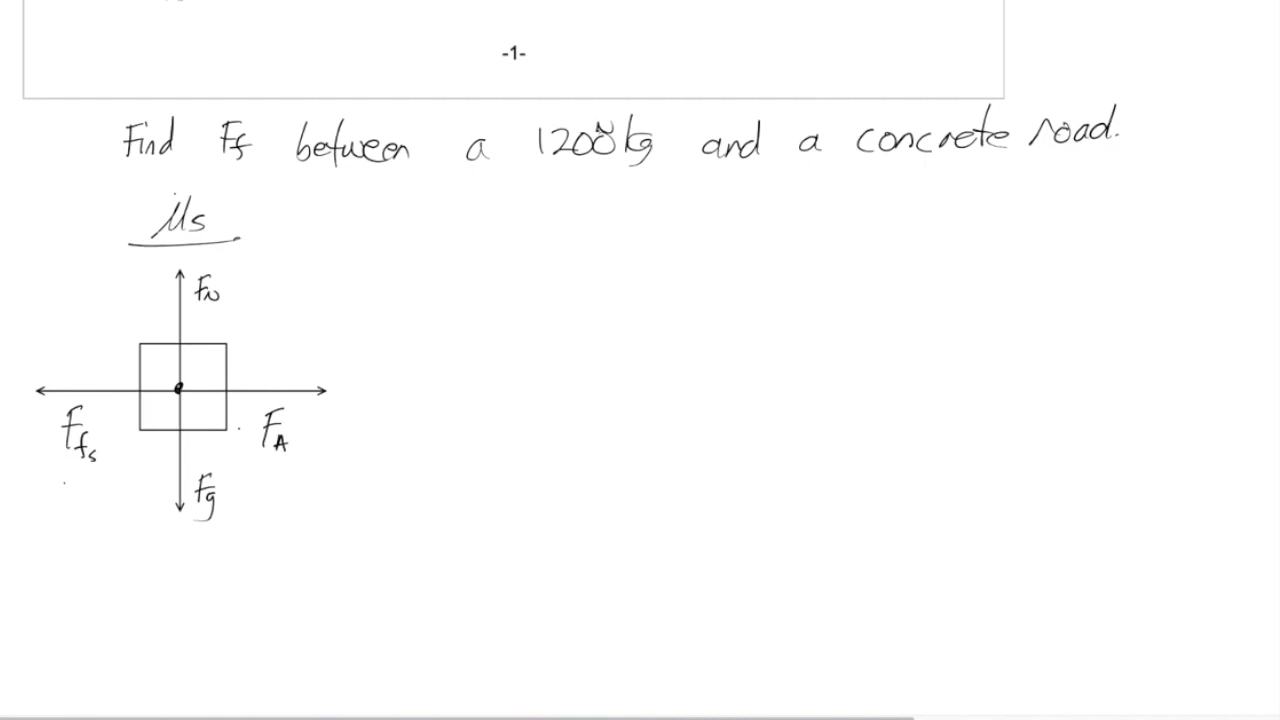 -1-
Find Ff between a 1200kg and a concrete road.
μs
FN
Ffs
FA
Fg